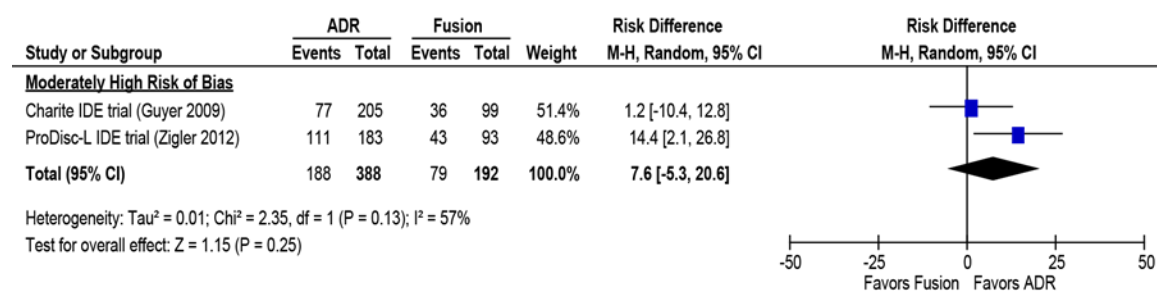 ADR Fusion Risk Difference Risk Difference
Study or Subgroup Events Total Events Total Weight M-H, Random, 95% CI M-H, Random, 95% CI
Moderately High Risk of Bias
Charite IDE trial (Guyer 2009) 77 205 36 99 51.4% 1.2 [-10.4, 12.8]
ProDisc-L IDE trial (Zigler 2012) 111 183 43 93 48.6% 14.4 [2.1, 26.8]
Total (95% CI) 188 388 79 192 100.0% 7.6 [-5.3, 20.6]
Heterogeneity: Tau² = 0.01; Chi² = 2.35, df = 1 (P = 0.13); I² = 57%
Test for overall effect: Z = 1.15 (P = 0.25)
-50 -25 0 25 50
Favors Fusion Favors ADR